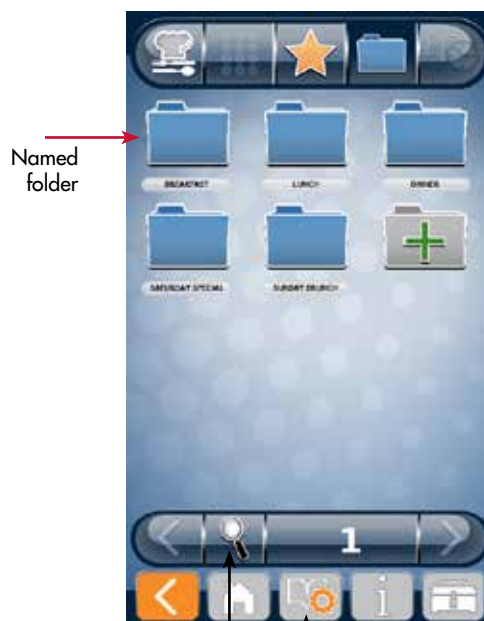 Named
folder
BREAKFAST LUNCH DINNER
SATURDAY SPECIAL SUNDAY BRUNCH
1
i